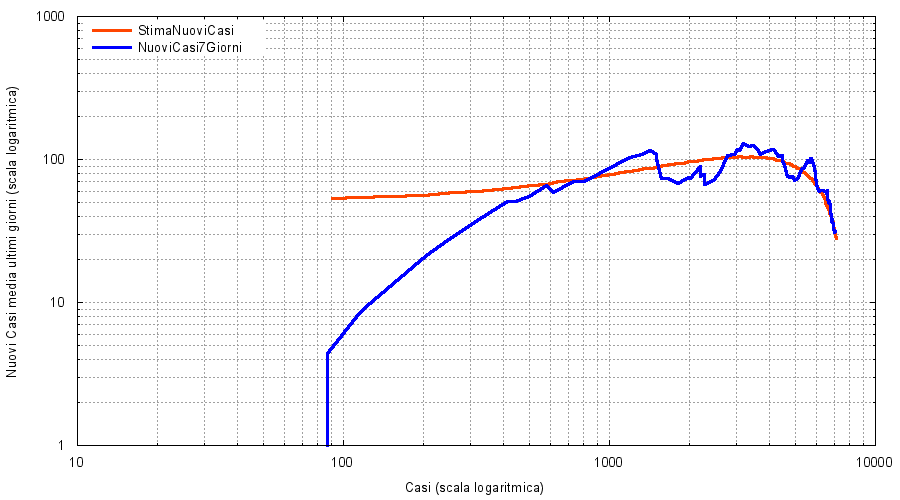 1000
100
10
1
StimaNuoviCasi
NuoviCasi7Giorni
Nuovi Casi media ultimi giorni (scala logaritmica)
10
100
1000
10000
Casi (scala logaritmica)